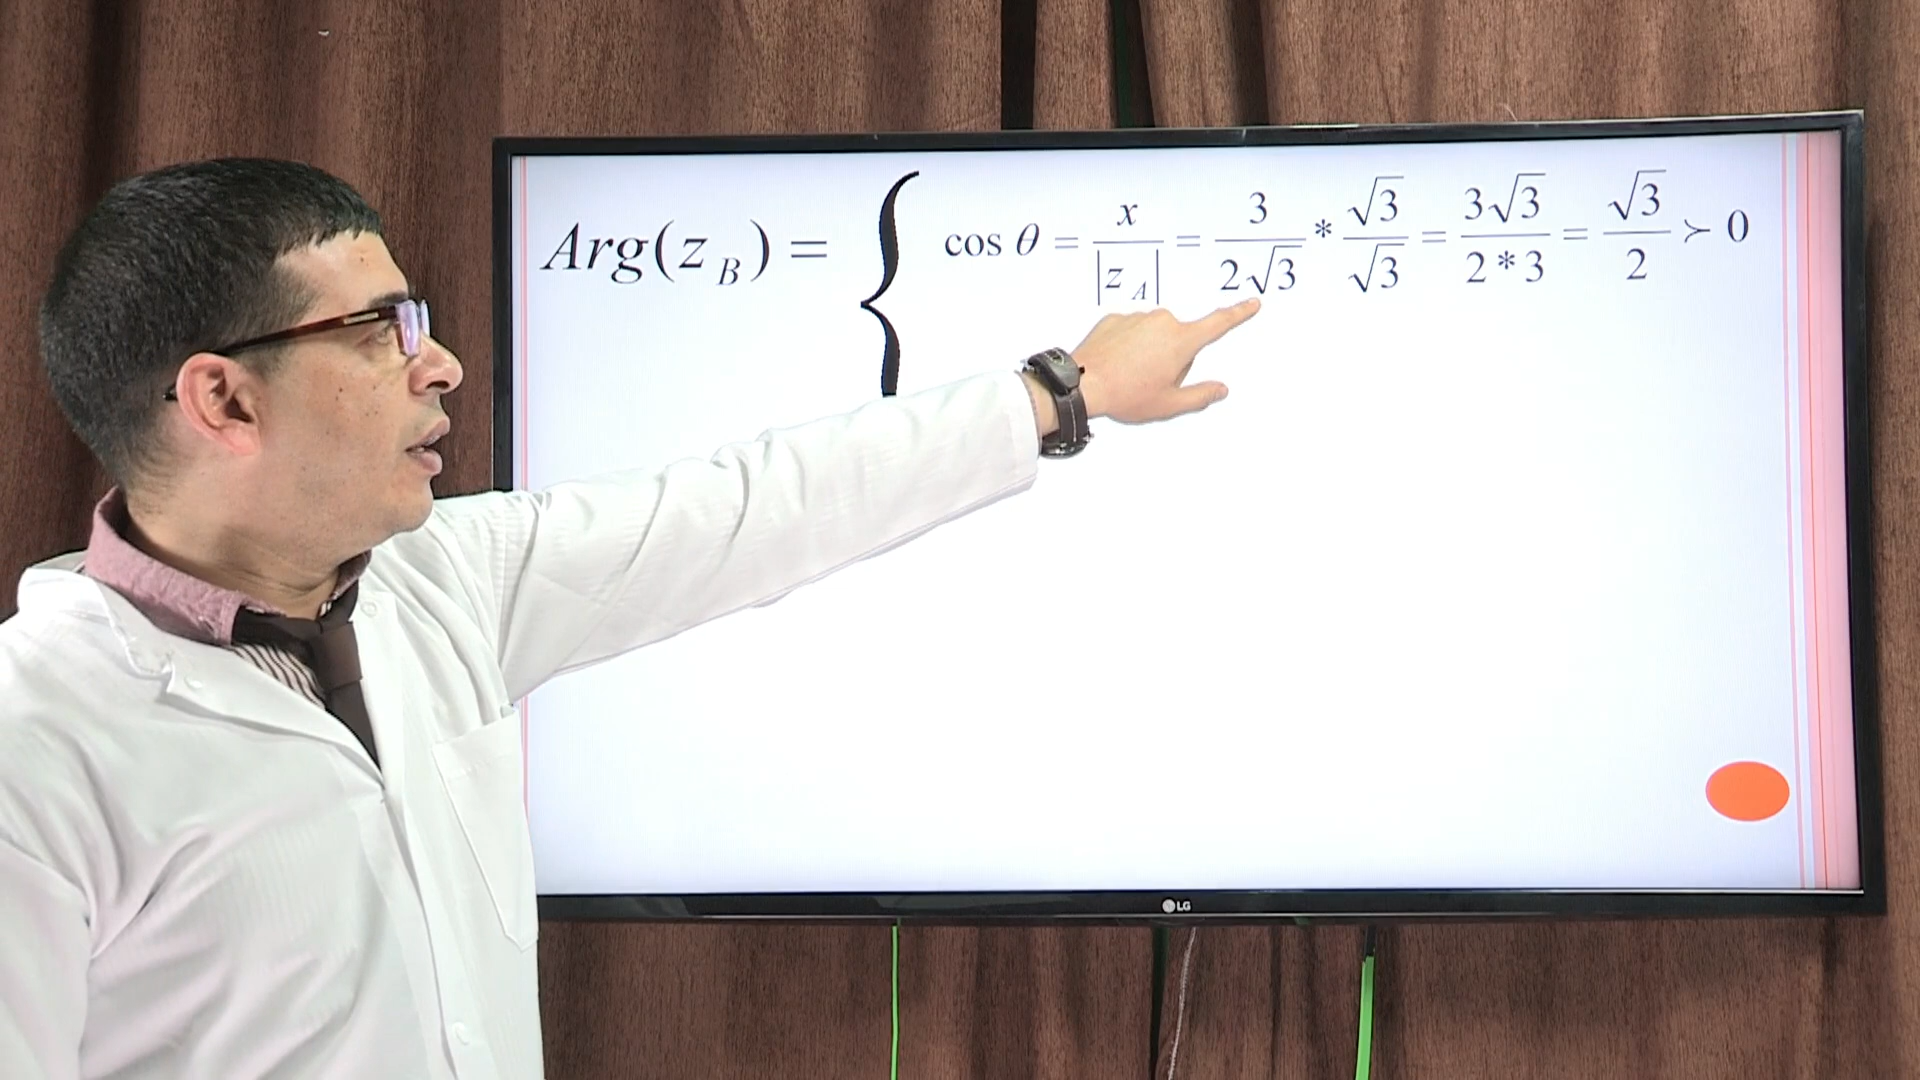 Arg(z_B) = { cos θ = x/|z_A| = 3/2√3 * √3/√3 = 3√3/2*3 = √3/2 ≻ 0
LG